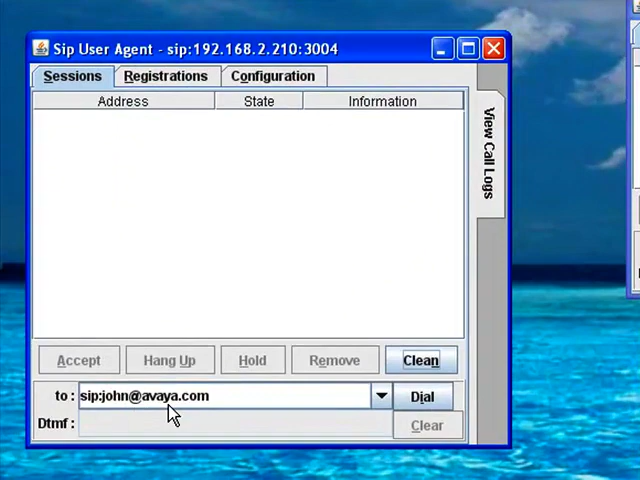 Sip User Agent - sip:192.168.2.210:3004
Sessions Registrations Configuration
Address State Information
View Call Logs
Accept Hang Up Hold Remove Clean
to : sip:john@avaya.com Dial
Dtmf : Clear